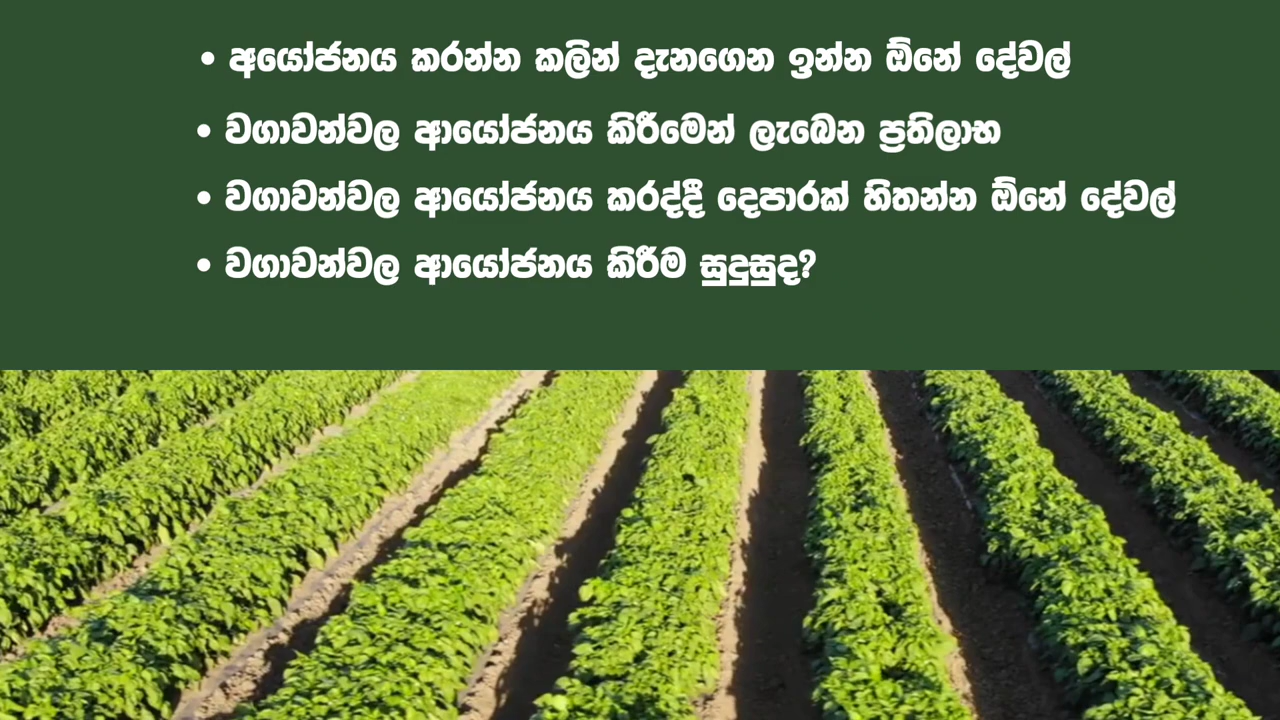 • අයෝජනය කරන්න කලින් දැනගෙන ඉන්න ඕනේ දේවල්
• වගාවන්වල ආයෝජනය කිරීමෙන් ලැබෙන ප්‍රතිලාභ
• වගාවන්වල ආයෝජනය කරද්දී දෙපාරක් හිතන්න ඕනේ දේවල්
• වගාවන්වල ආයෝජනය කිරීම සුදුසුද?